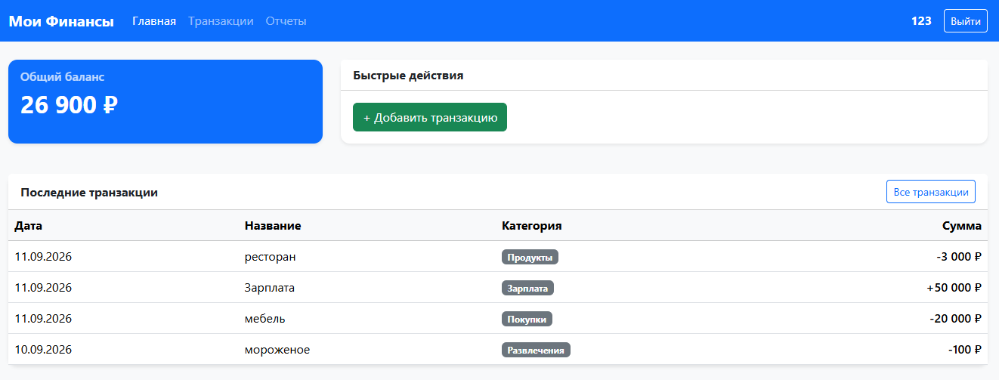 Мои Финансы Главная Транзакции Отчеты 123 Выйти
Общий баланс
26 900 ₽
Быстрые действия
+ Добавить транзакцию
Последние транзакции Все транзакции
Дата Название Категория Сумма
11.09.2026 ресторан Продукты -3 000 ₽
11.09.2026 Зарплата Зарплата +50 000 ₽
11.09.2026 мебель Покупки -20 000 ₽
10.09.2026 мороженое Развлечения -100 ₽